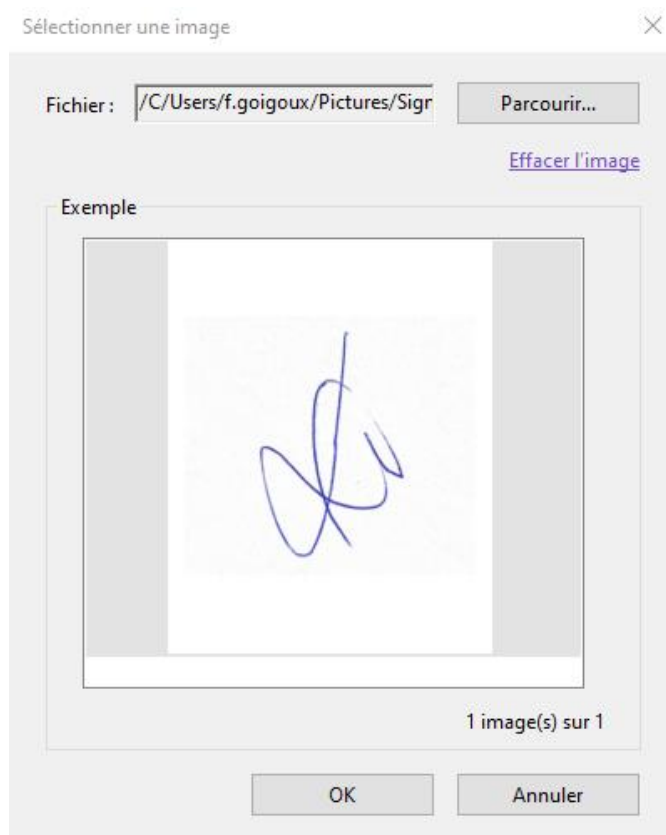 Sélectionner une image
Fichier : /C/Users/f.goigoux/Pictures/Sigr Parcourir...
Effacer l'image
Exemple
1 image(s) sur 1
OK Annuler